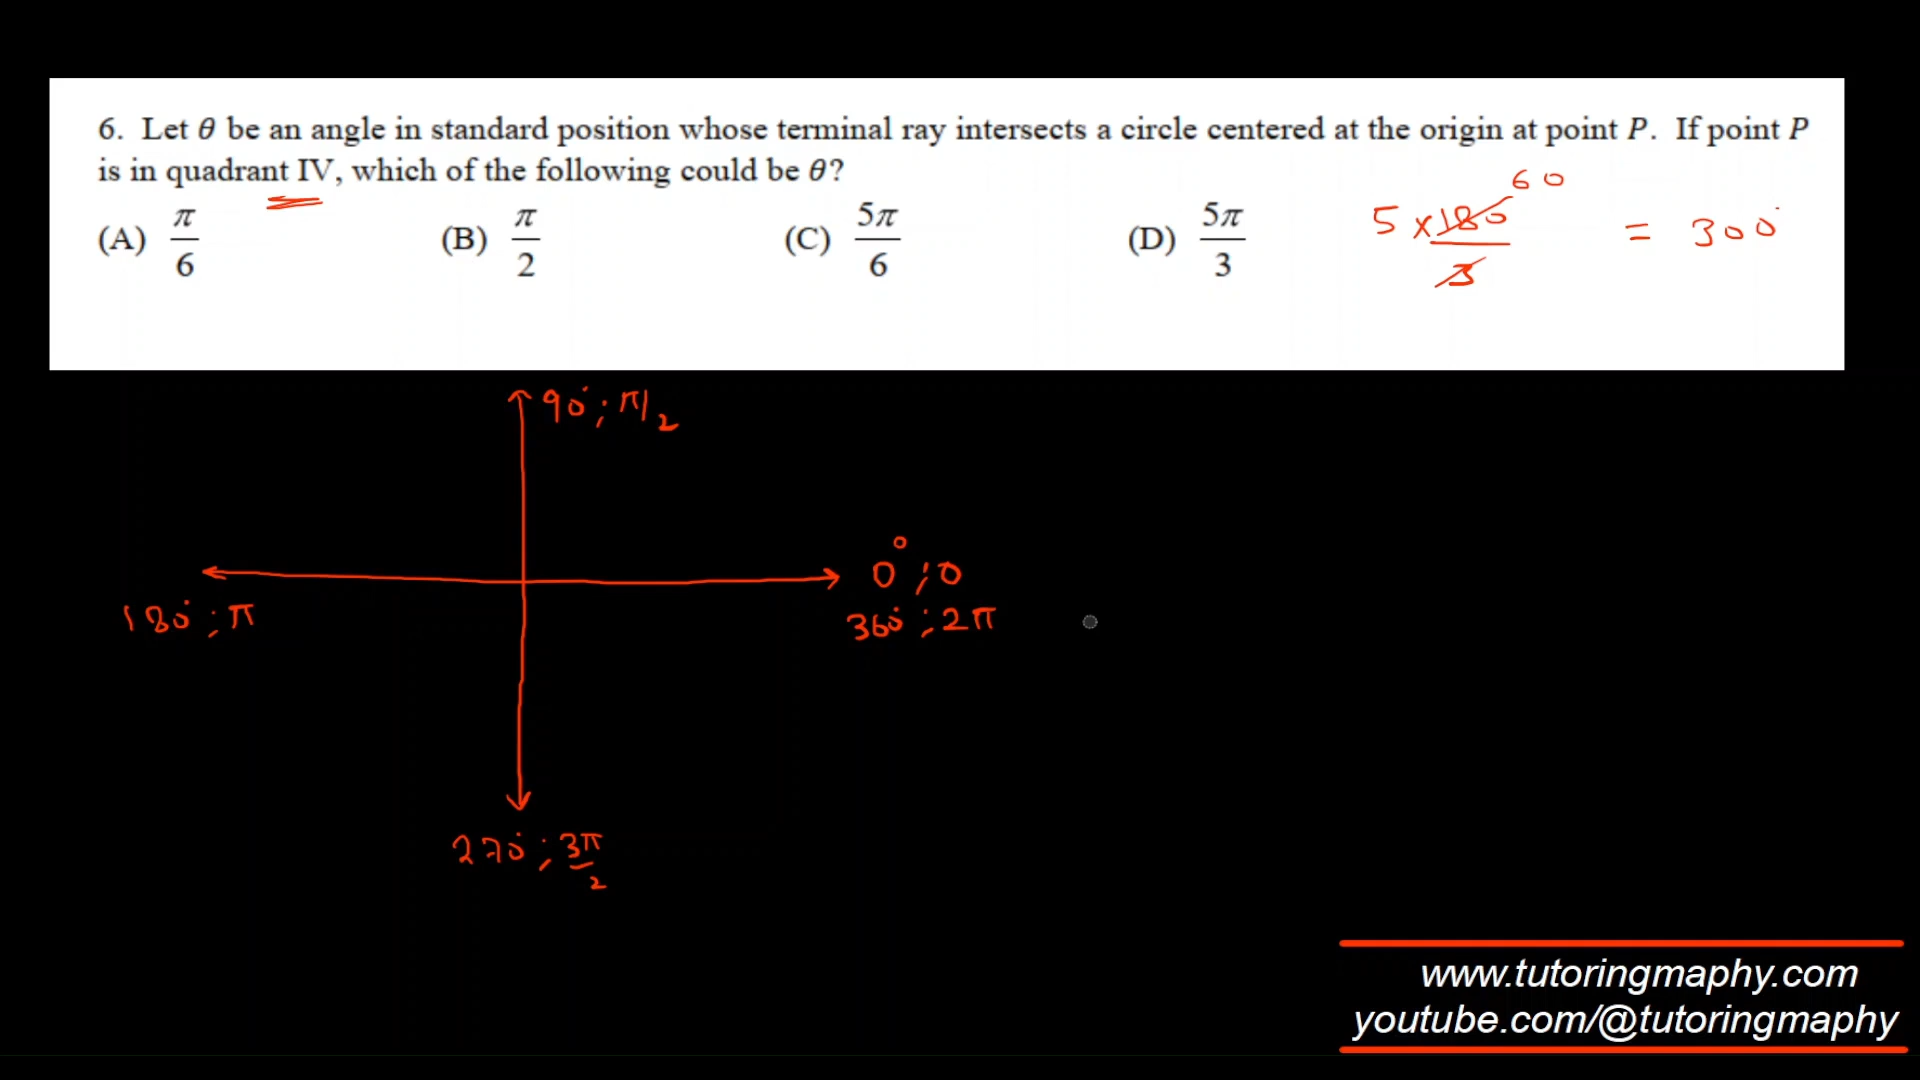 6. Let θ be an angle in standard position whose terminal ray intersects a circle centered at the origin at point P. If point P
is in quadrant IV, which of the following could be θ?
(A) π/6 (B) π/2 (C) 5π/6 (D) 5π/3
60
5 × 180/3 = 300°
90°; π/2
0°; 0
180°; π
360°; 2π
270°; 3π/2
www.tutoringmaphy.com
youtube.com/@tutoringmaphy